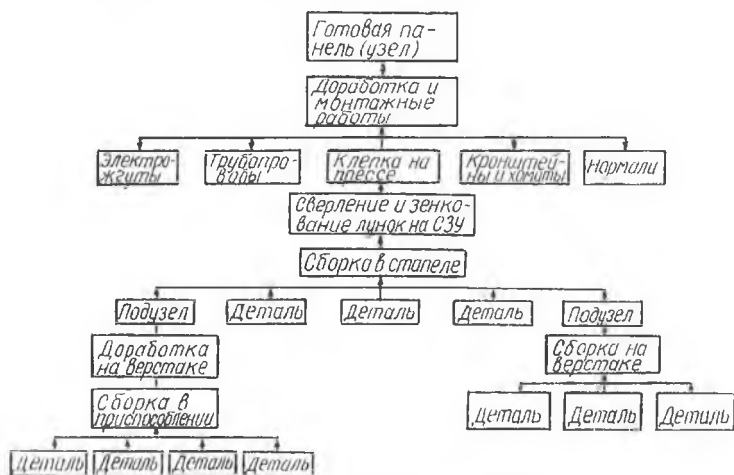 Готовая па-
нель (узел)
Доработка и
монтажные
работы
Электро-
жгуты
Трубопро-
воды
Клепка на
прессе
Кронштей-
ны и хомуты
Нормали
Сверление и зенко-
вание лунок на СЗУ
Сборка в стапеле
Подузел
Деталь
Деталь
Деталь
Подузел
Доработка
на верстаке
Сборка на
верстаке
Сборка в
приспособлении
Деталь
Деталь
Деталь
Деталь
Деталь
Деталь
Деталь